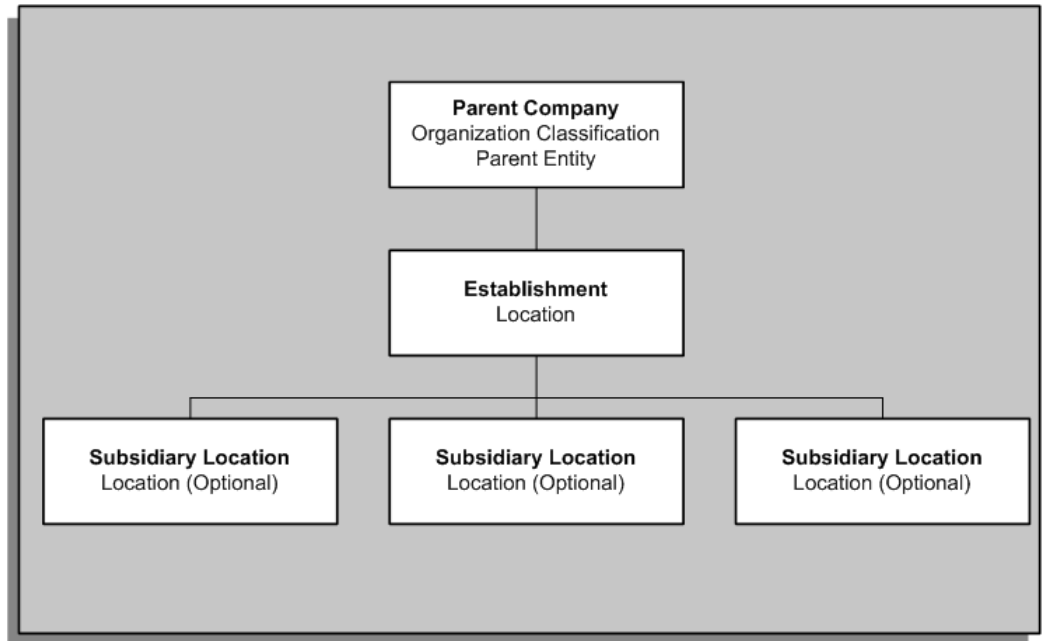 Parent Company
Organization Classification
Parent Entity
Establishment
Location
Subsidiary Location
Location (Optional)
Subsidiary Location
Location (Optional)
Subsidiary Location
Location (Optional)